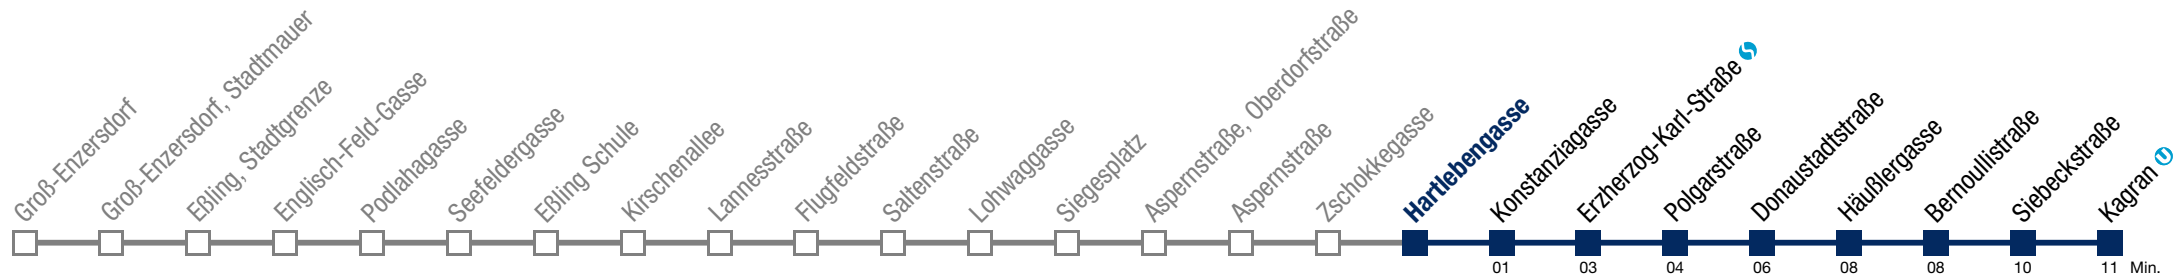 Groß-Enzersdorf
Groß-Enzersdorf, Stadtmauer
Eßling, Stadtgrenze
Englisch-Feld-Gasse
Podlahagasse
Seefeldergasse
Eßling Schule
Kirschenallee
Lannesstraße
Flugfeldstraße
Saltenstraße
Lohwaggasse
Siegesplatz
Aspernstraße, Oberdorfstraße
Aspernstraße
Zschokkegasse
Hartlebengasse
Konstanziagasse
Erzherzog-Karl-Straße
Polgarstraße
Donaustadtstraße
Häußlergasse
Bernoullistraße
Siebeckstraße
Kagran U
01 03 04 06 08 08 10 11 Min.